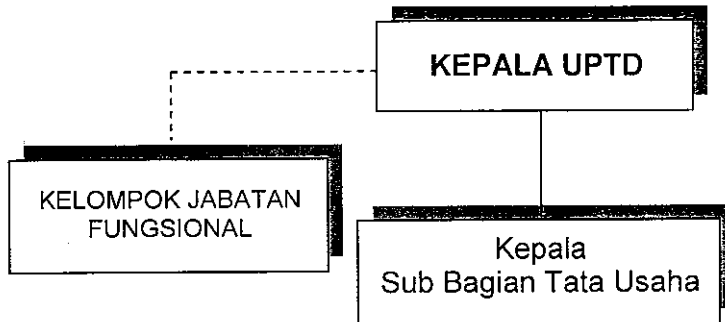 KEPALA UPTD
KELOMPOK JABATAN
FUNGSIONAL
Kepala
Sub Bagian Tata Usaha